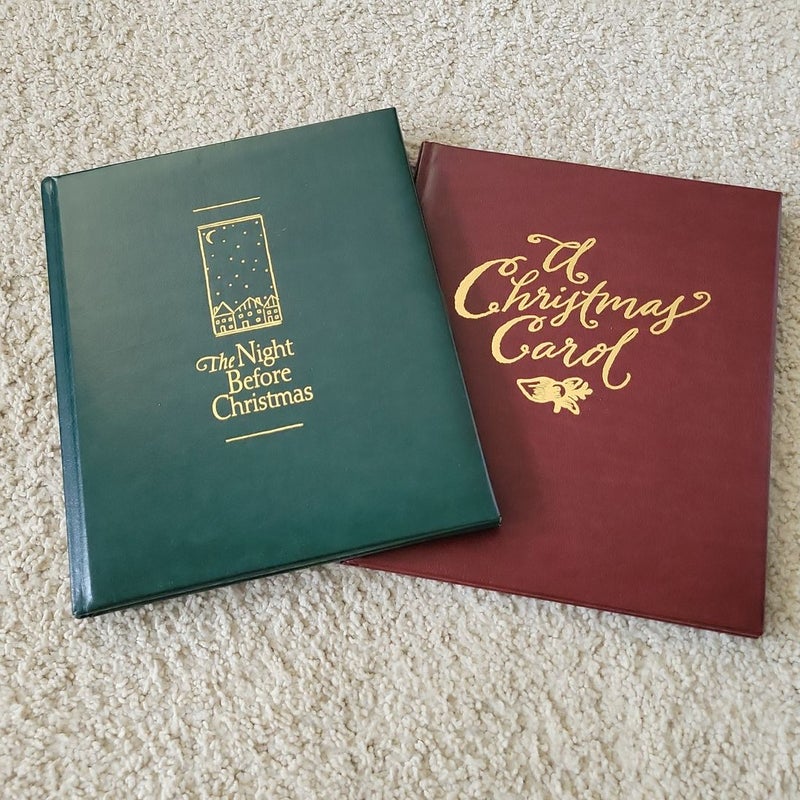 The Night
Before
Christmas
A
Christmas
Carol